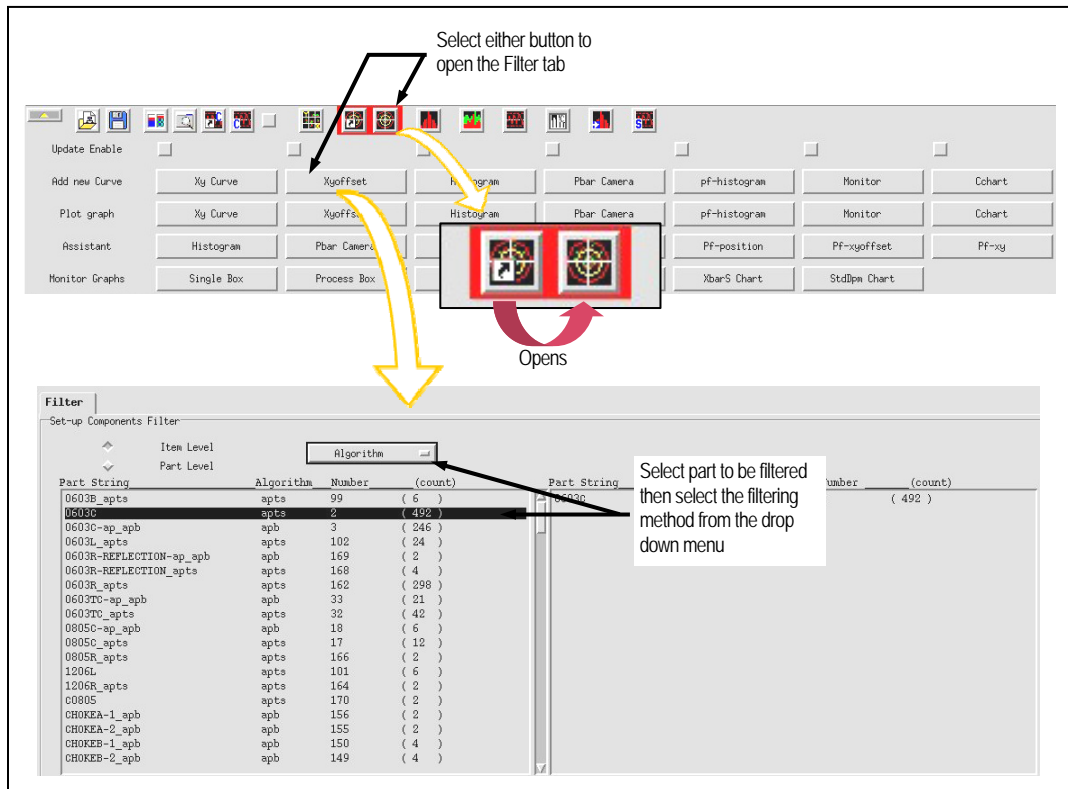 Select either button to
open the Filter tab
Update Enable
Add new Curve Xy Curve Xyoffset Histogram Pbar Camera pf-histogram Monitor Cchart
Plot graph Xy Curve Xyoffset Histogram Pbar Camera pf-histogram Monitor Cchart
Assistant Histogram Pbar Camera Pf-position Pf-xyoffset Pf-xy
Monitor Graphs Single Box Process Box XbarS Chart StdDpm Chart
Opens
Filter
Set-up Components Filter
Item Level
Part Level
Algorithm
Select part to be filtered
then select the filtering
method from the drop
down menu
Part String Algorithm Number (count) Part String (count)
0603B_apts apts 99 ( 6 ) 0603C ( 492 )
0603C apts 2 ( 492 )
0603C-ap_apb apb 3 ( 246 )
0603L_apts apts 102 ( 24 )
0603R-REFLECTION-ap_apb apb 169 ( 2 )
0603R-REFLECTION_apts apts 168 ( 4 )
0603R_apts apts 162 ( 298 )
0603TC-ap_apb apb 33 ( 21 )
0603TC_apts apts 32 ( 42 )
0805C-ap_apb apb 18 ( 6 )
0805C_apts apts 17 ( 12 )
0805R_apts apts 166 ( 2 )
1206L apts 101 ( 6 )
1206R_apts apts 164 ( 2 )
C0805 apts 170 ( 2 )
CHOKEA-1_apb apb 156 ( 2 )
CHOKEA-2_apb apb 155 ( 2 )
CHOKEB-1_apb apb 150 ( 4 )
CHOKEB-2_apb apb 149 ( 4 )